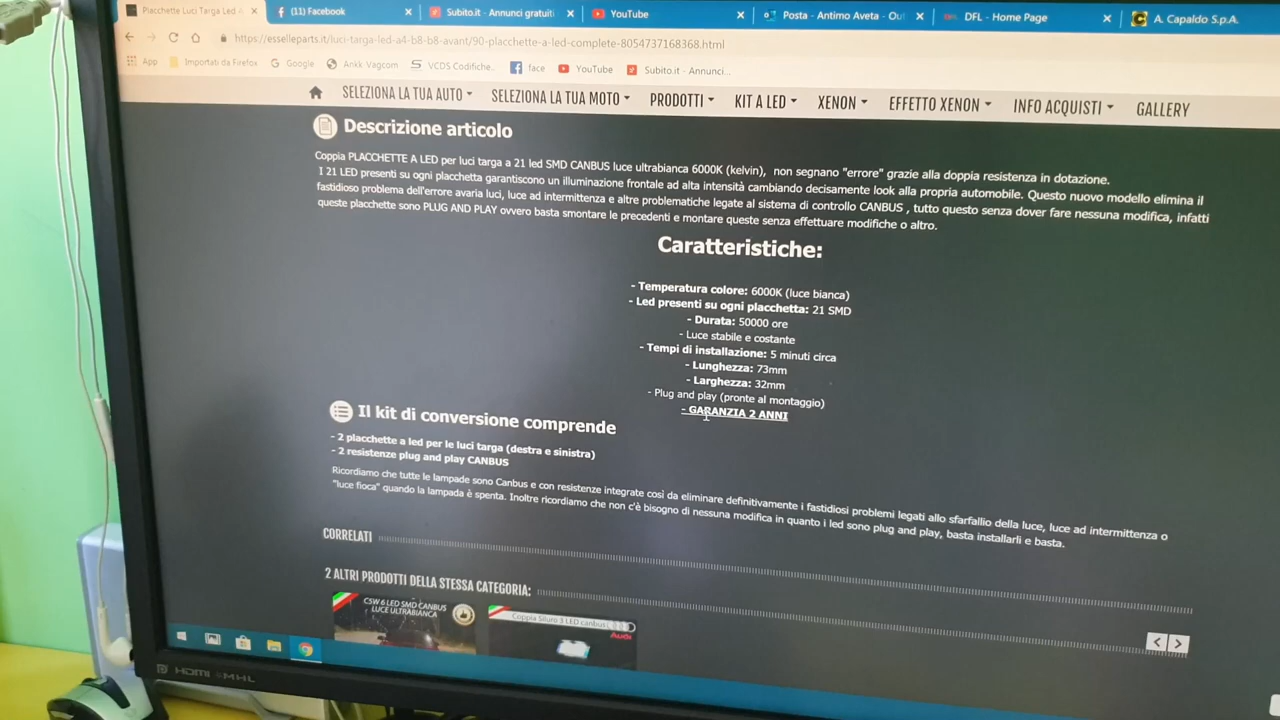 Placchette Luci Targa Led A
(11) Facebook
Subito.it - Annunci gratuiti
YouTube
Posta - Antimo Aveta - Out
DFL - Home Page
A. Capaldo S.p.A.
https://esselleparts.it/luci-targa-led-a4-b8-b8-avant/90-placchette-a-led-complete-8054737168368.html
App
Importati da Firefox
Google
Ankk Vagcom
VCDS Codifiche..
face
YouTube
Subito.it - Annunci...
SELEZIONA LA TUA AUTO
SELEZIONA LA TUA MOTO
PRODOTTI
KIT A LED
XENON
EFFETTO XENON
INFO ACQUISTI
GALLERY
Descrizione articolo
Coppia PLACCHETTE A LED per luci targa a 21 led SMD CANBUS luce ultrabianca 6000K (kelvin), non segnano "errore" grazie alla doppia resistenza in dotazione.
I 21 LED presenti su ogni placchetta garantiscono un illuminazione frontale ad alta intensità cambiando decisamente look alla propria automobile. Questo nuovo modello elimina il
fastidioso problema dell'errore avaria luci, luce ad intermittenza e altre problematiche legate al sistema di controllo CANBUS , tutto questo senza dover fare nessuna modifica, infatti
queste placchette sono PLUG AND PLAY ovvero basta smontare le precedenti e montare queste senza effettuare modifiche o altro.
Caratteristiche:
- Temperatura colore: 6000K (luce bianca)
- Led presenti su ogni placchetta: 21 SMD
- Durata: 50000 ore
- Luce stabile e costante
- Tempi di installazione: 5 minuti circa
- Lunghezza: 73mm
- Larghezza: 32mm
- Plug and play (pronte al montaggio)
- GARANZIA 2 ANNI
Il kit di conversione comprende
- 2 placchette a led per le luci targa (destra e sinistra)
- 2 resistenze plug and play CANBUS
Ricordiamo che tutte le lampade sono Canbus e con resistenze integrate così da eliminare definitivamente i fastidiosi problemi legati allo sfarfallio della luce, luce ad intermittenza o
"luce fioca" quando la lampada è spenta. Inoltre ricordiamo che non c'è bisogno di nessuna modifica in quanto i led sono plug and play, basta installarli e basta.
CORRELATI
2 ALTRI PRODOTTI DELLA STESSA CATEGORIA:
C5W 6 LED SMD CANBUS
LUCE ULTRABIANCA
Coppia Siluro 3 LED canbus
Audi
HDMI
MHL